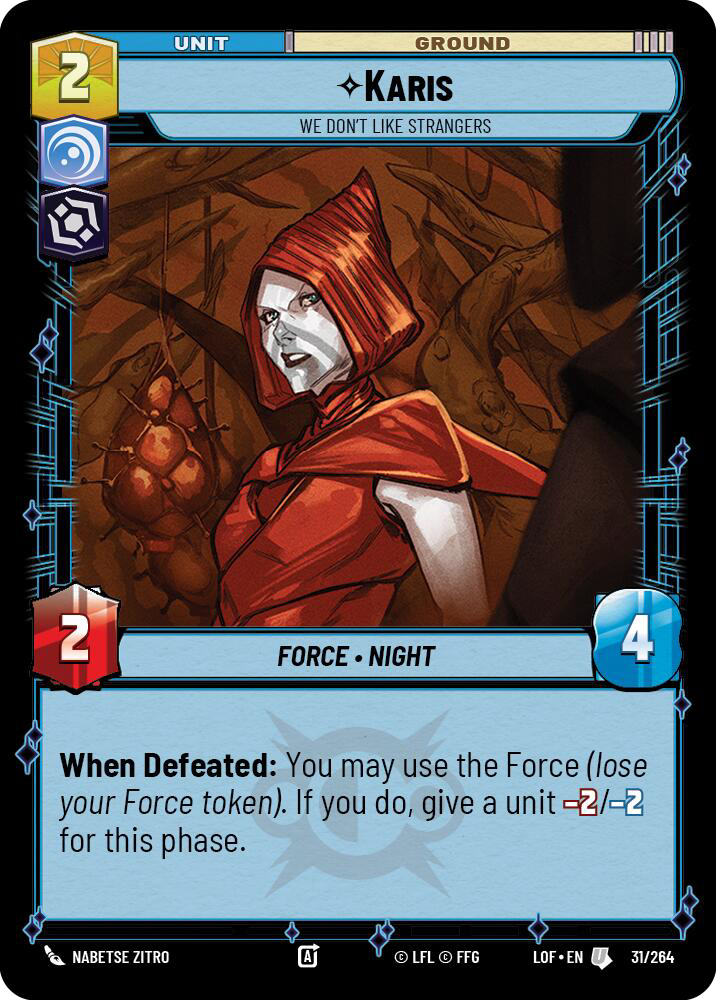 UNIT GROUND
2
✧KARIS
WE DON'T LIKE STRANGERS
2
4
FORCE • NIGHT
When Defeated: You may use the Force (lose
your Force token). If you do, give a unit -2/-2
for this phase.
NABETSE ZITRO A © LFL © FFG LOF • EN U 31/264